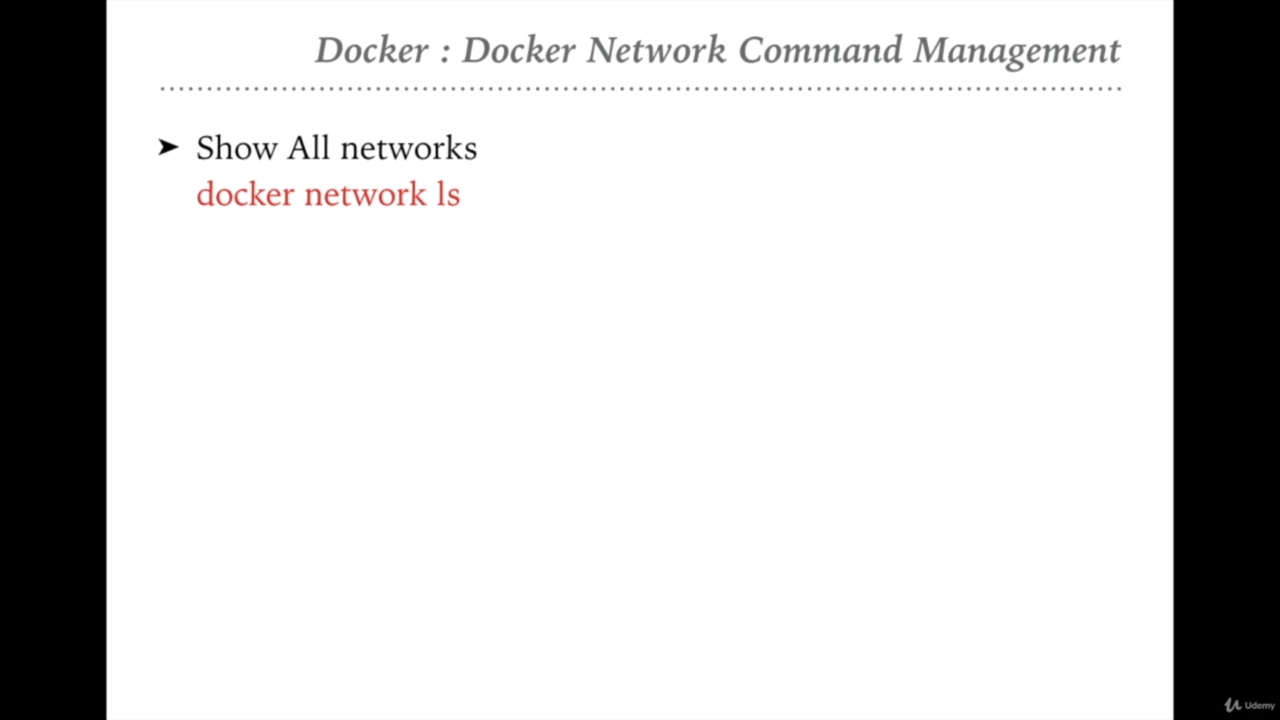 Docker : Docker Network Command Management
➤ Show All networks
docker network ls
Udemy